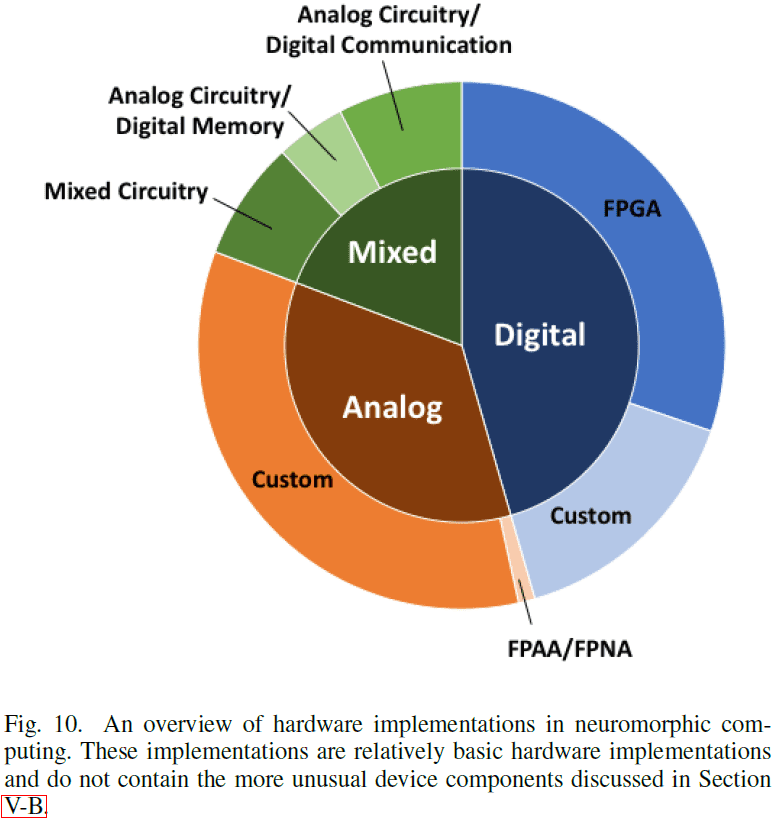 Analog Circuitry/
Digital Communication
Analog Circuitry/
Digital Memory
Mixed Circuitry
FPGA
Mixed
Digital
Analog
Custom
Custom
FPAA/FPNA
Fig. 10. An overview of hardware implementations in neuromorphic com-
puting. These implementations are relatively basic hardware implementations
and do not contain the more unusual device components discussed in Section
V-B.